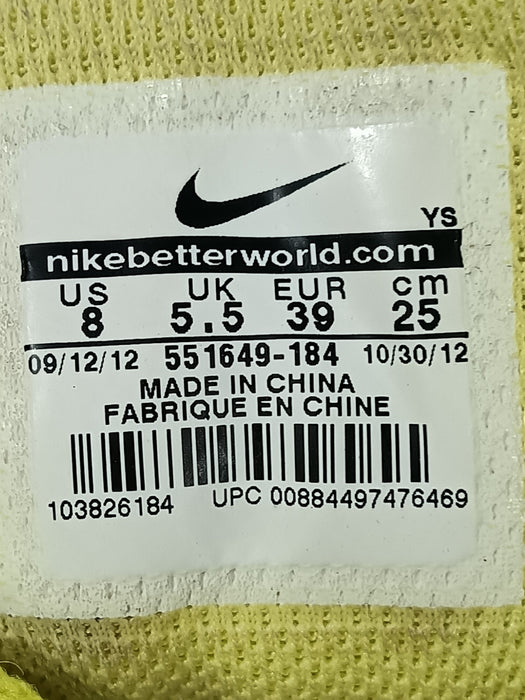 YS
nikebetterworld.com
US UK EUR cm
8 5.5 39 25
09/12/12 551649-184 10/30/12
MADE IN CHINA
FABRIQUE EN CHINE
103826184 UPC 00884497476469